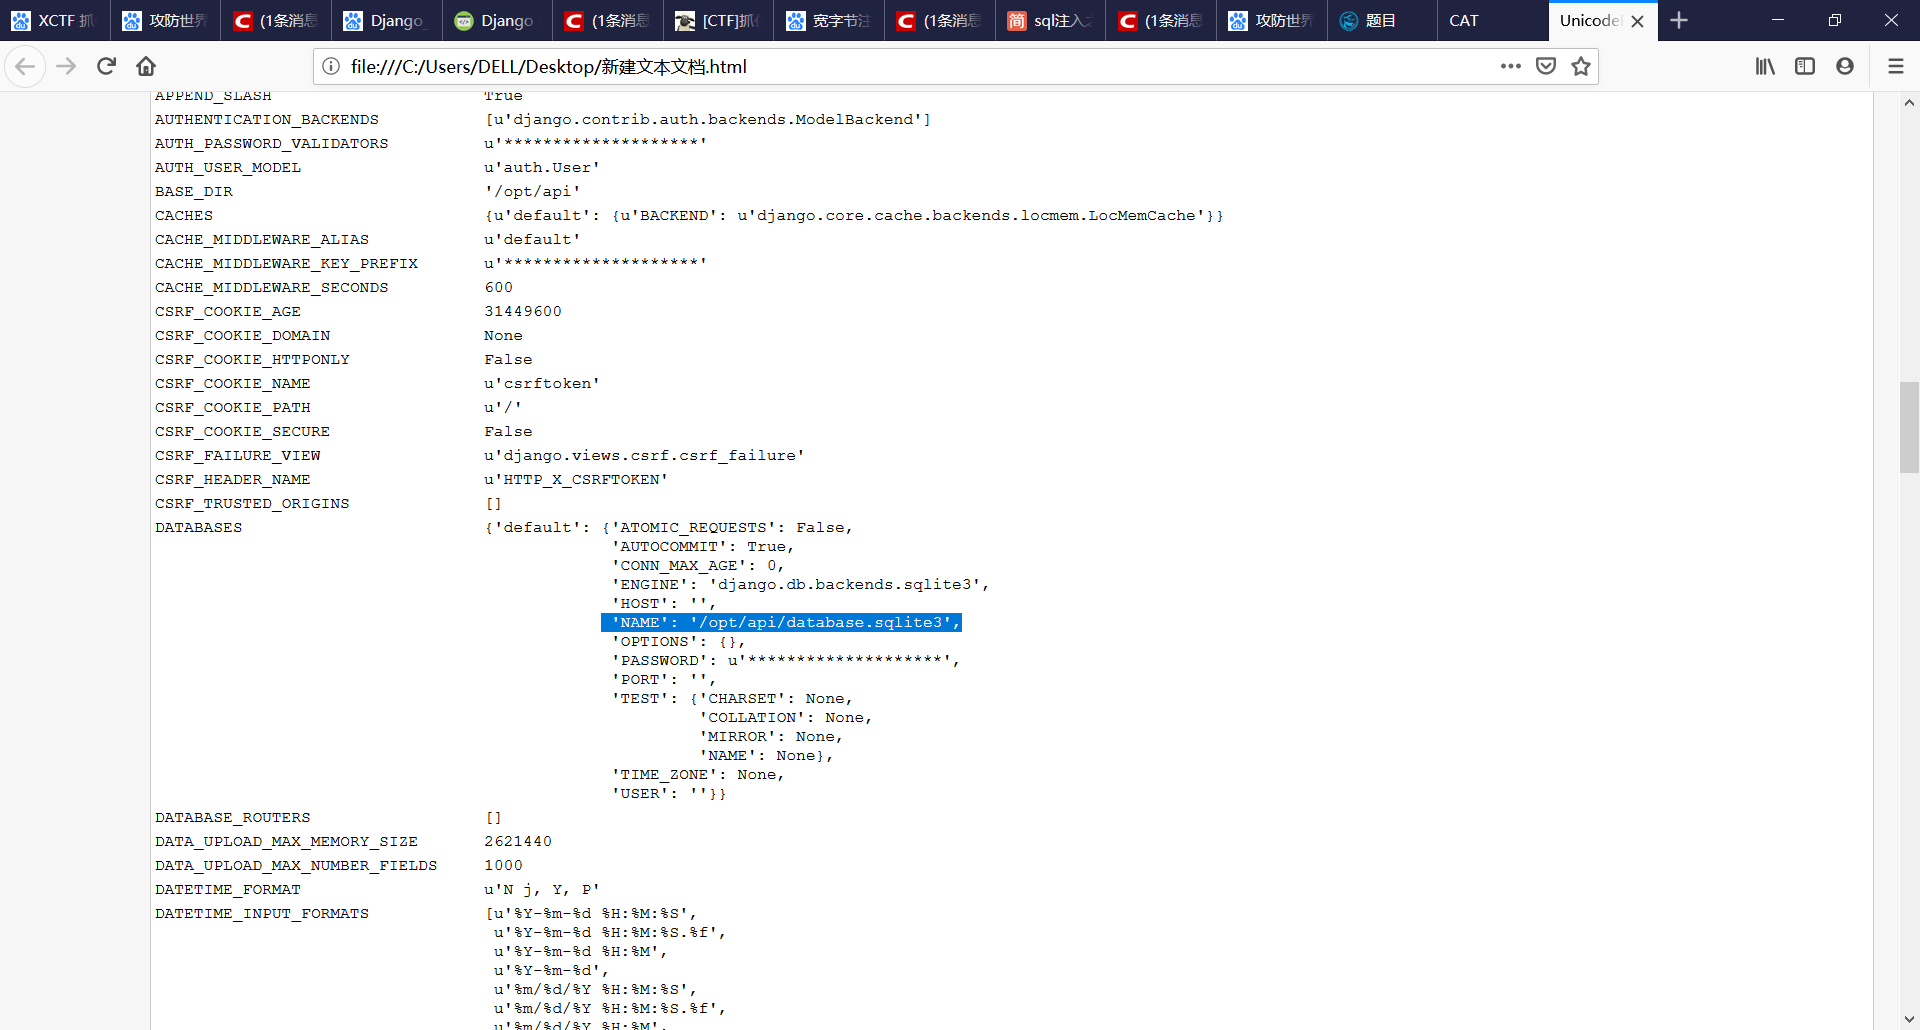 XCTF 抓
攻防世界
(1条消息
Django_
Django
(1条消息
[CTF]抓
宽字节注
(1条消息
sql注入之
(1条消息
攻防世界
题目
CAT
Unicode
file:///C:/Users/DELL/Desktop/新建文本文档.html
APPEND_SLASH True
AUTHENTICATION_BACKENDS [u'django.contrib.auth.backends.ModelBackend']
AUTH_PASSWORD_VALIDATORS u'********************'
AUTH_USER_MODEL u'auth.User'
BASE_DIR '/opt/api'
CACHES {u'default': {u'BACKEND': u'django.core.cache.backends.locmem.LocMemCache'}}
CACHE_MIDDLEWARE_ALIAS u'default'
CACHE_MIDDLEWARE_KEY_PREFIX u'********************'
CACHE_MIDDLEWARE_SECONDS 600
CSRF_COOKIE_AGE 31449600
CSRF_COOKIE_DOMAIN None
CSRF_COOKIE_HTTPONLY False
CSRF_COOKIE_NAME u'csrftoken'
CSRF_COOKIE_PATH u'/'
CSRF_COOKIE_SECURE False
CSRF_FAILURE_VIEW u'django.views.csrf.csrf_failure'
CSRF_HEADER_NAME u'HTTP_X_CSRFTOKEN'
CSRF_TRUSTED_ORIGINS []
DATABASES {'default': {'ATOMIC_REQUESTS': False,
'AUTOCOMMIT': True,
'CONN_MAX_AGE': 0,
'ENGINE': 'django.db.backends.sqlite3',
'HOST': '',
'NAME': '/opt/api/database.sqlite3',
'OPTIONS': {},
'PASSWORD': u'********************',
'PORT': '',
'TEST': {'CHARSET': None,
'COLLATION': None,
'MIRROR': None,
'NAME': None},
'TIME_ZONE': None,
'USER': ''}}
DATABASE_ROUTERS []
DATA_UPLOAD_MAX_MEMORY_SIZE 2621440
DATA_UPLOAD_MAX_NUMBER_FIELDS 1000
DATETIME_FORMAT u'N j, Y, P'
DATETIME_INPUT_FORMATS [u'%Y-%m-%d %H:%M:%S',
u'%Y-%m-%d %H:%M:%S.%f',
u'%Y-%m-%d %H:%M',
u'%Y-%m-%d',
u'%m/%d/%Y %H:%M:%S',
u'%m/%d/%Y %H:%M:%S.%f',
u'%m/%d/%Y %H:%M',